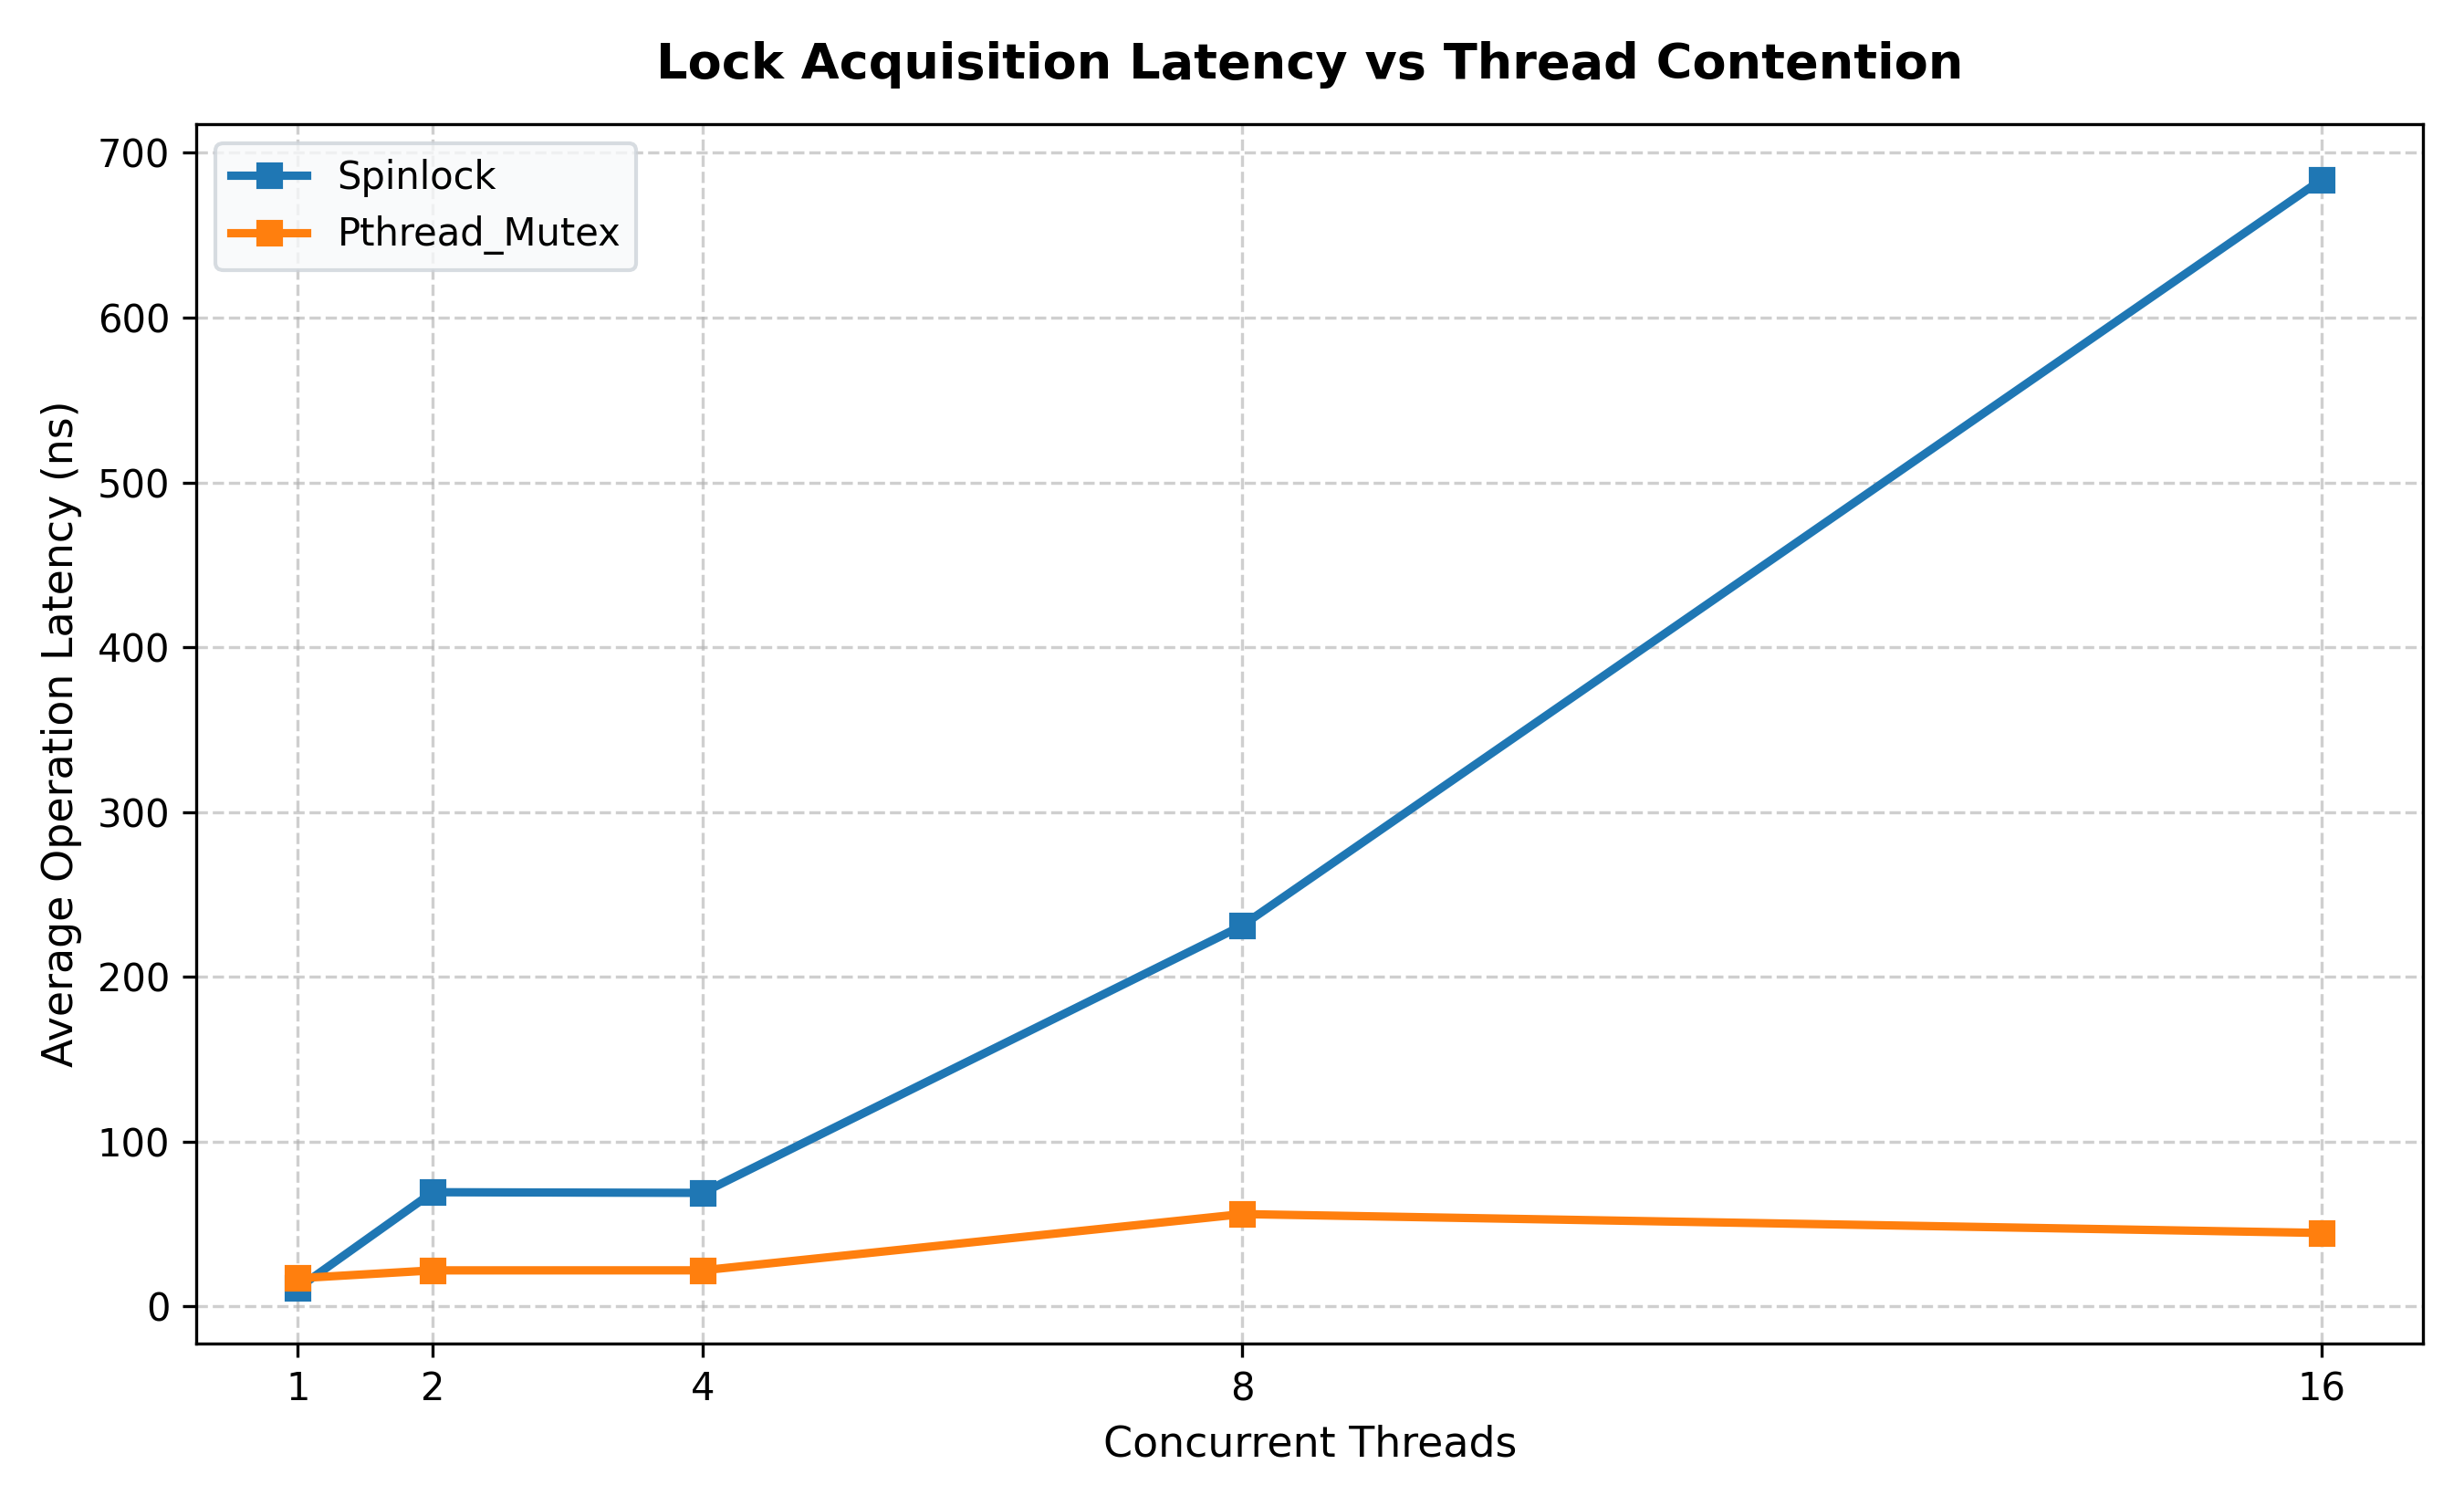 Lock Acquisition Latency vs Thread Contention
Spinlock
Pthread_Mutex
Average Operation Latency (ns)
700
600
500
400
300
200
100
0
1 2 4 8 16
Concurrent Threads